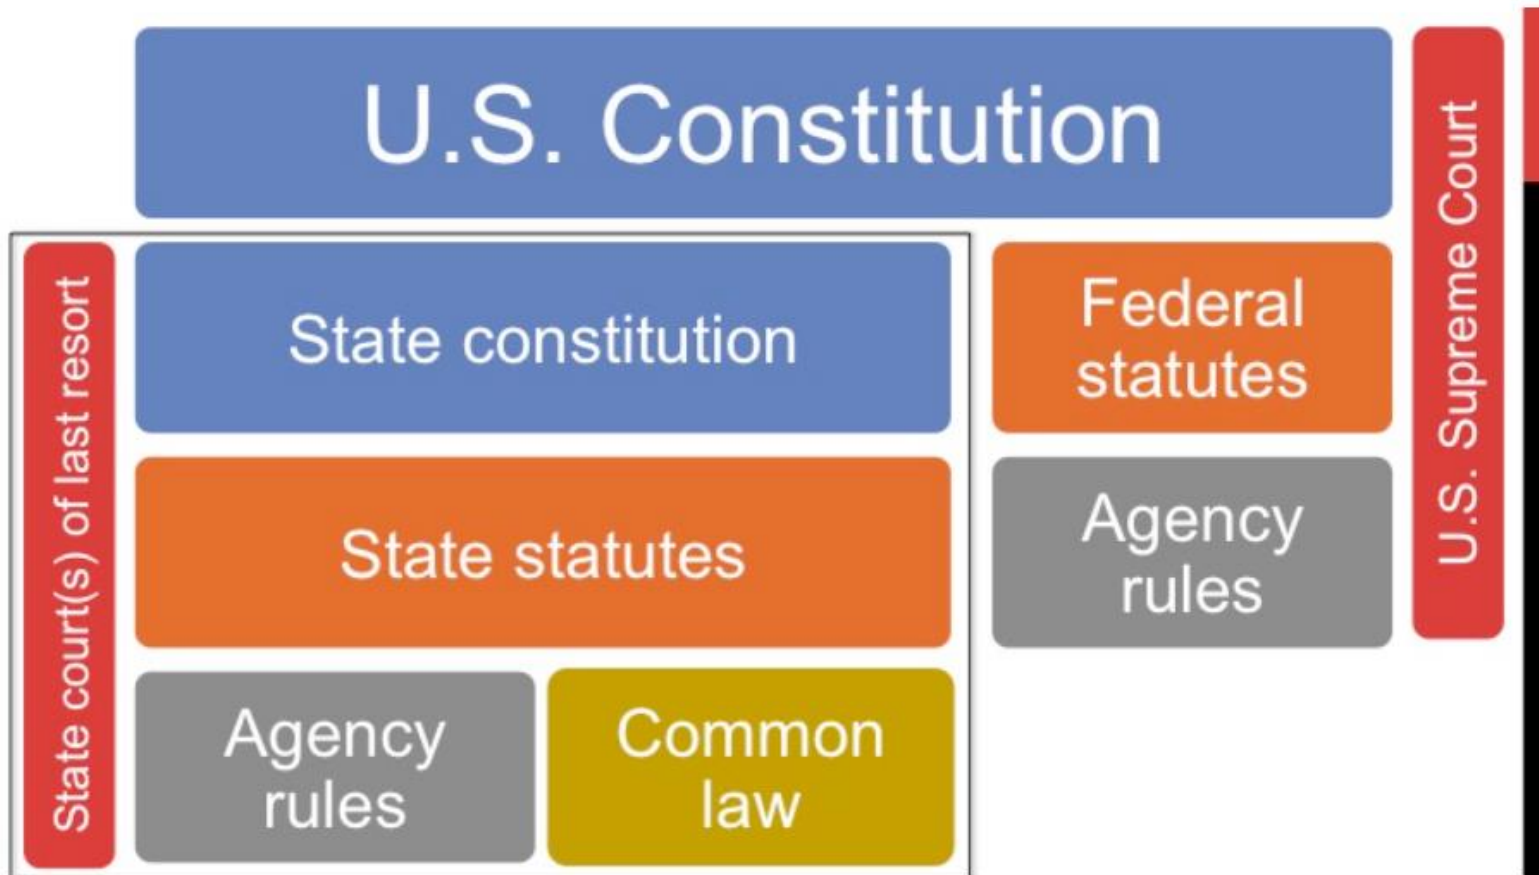 U.S. Constitution
U.S. Supreme Court
State court(s) of last resort
State constitution
Federal
statutes
State statutes
Agency
rules
Agency
rules
Common
law